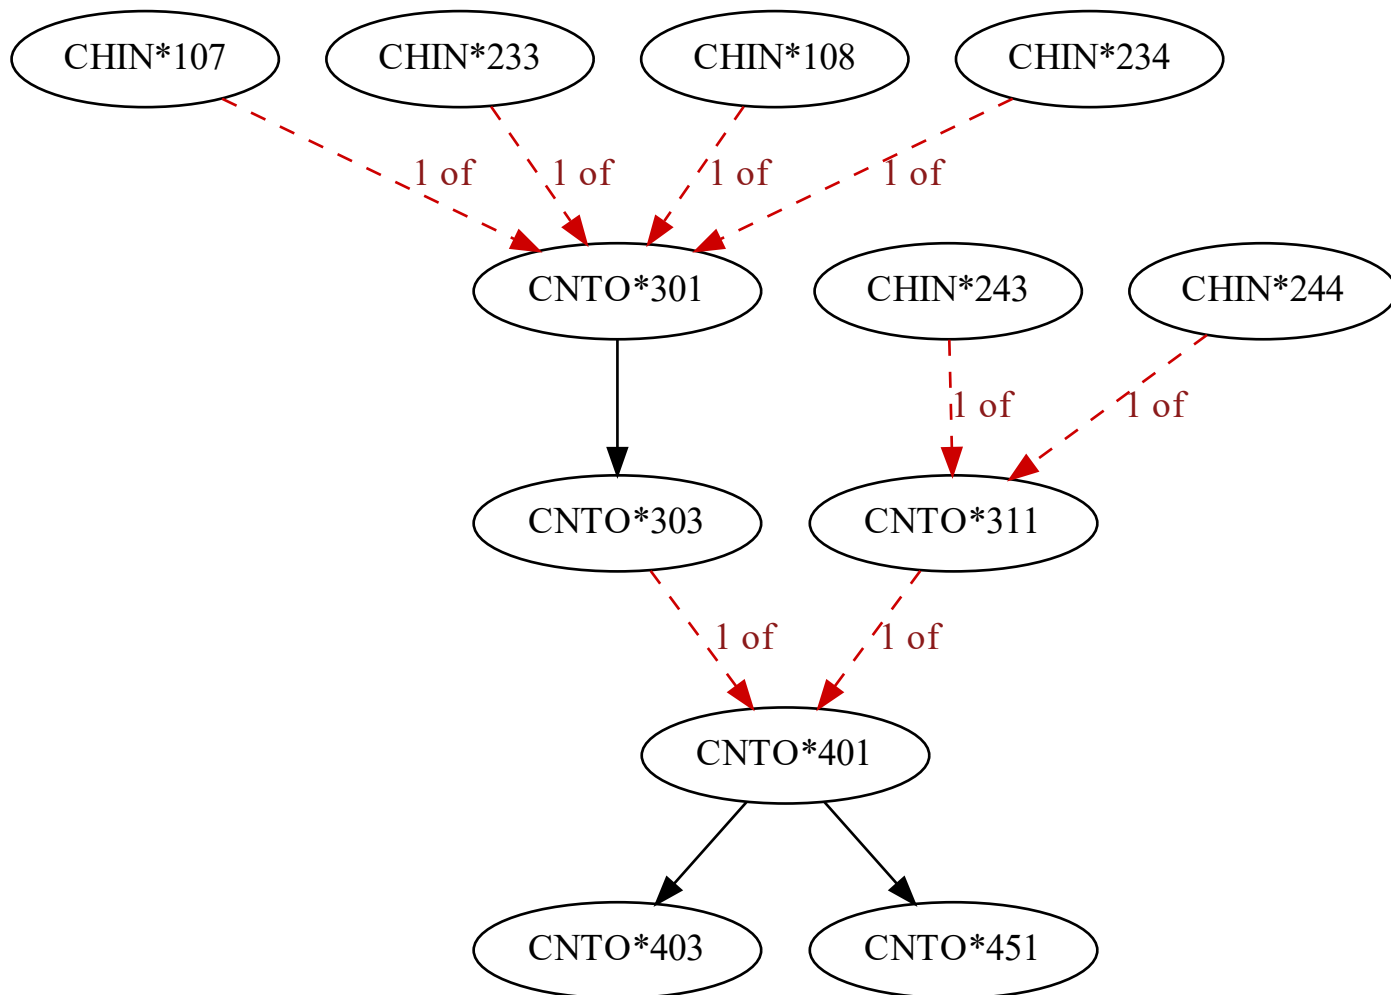 CHIN*107
CHIN*233
CHIN*108
CHIN*234
1 of
1 of
1 of
1 of
CNTO*301
CHIN*243
CHIN*244
1 of
1 of
CNTO*303
CNTO*311
1 of
1 of
CNTO*401
CNTO*403
CNTO*451